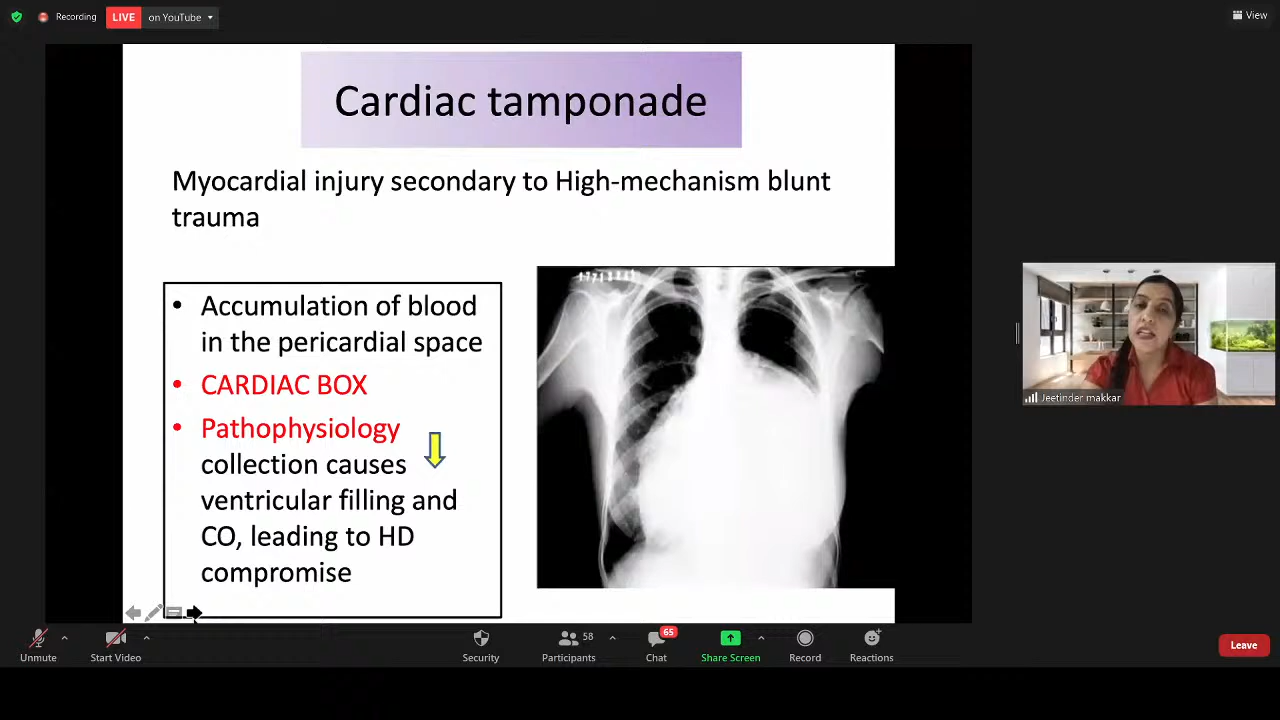 Recording
LIVE
on YouTube
View
Cardiac tamponade
Myocardial injury secondary to High-mechanism blunt
trauma
• Accumulation of blood
in the pericardial space
• CARDIAC BOX
• Pathophysiology
collection causes
ventricular filling and
CO, leading to HD
compromise
Jeetinder makkar
Unmute
Start Video
Security
Participants
58
Chat
65
Share Screen
Record
Reactions
Leave